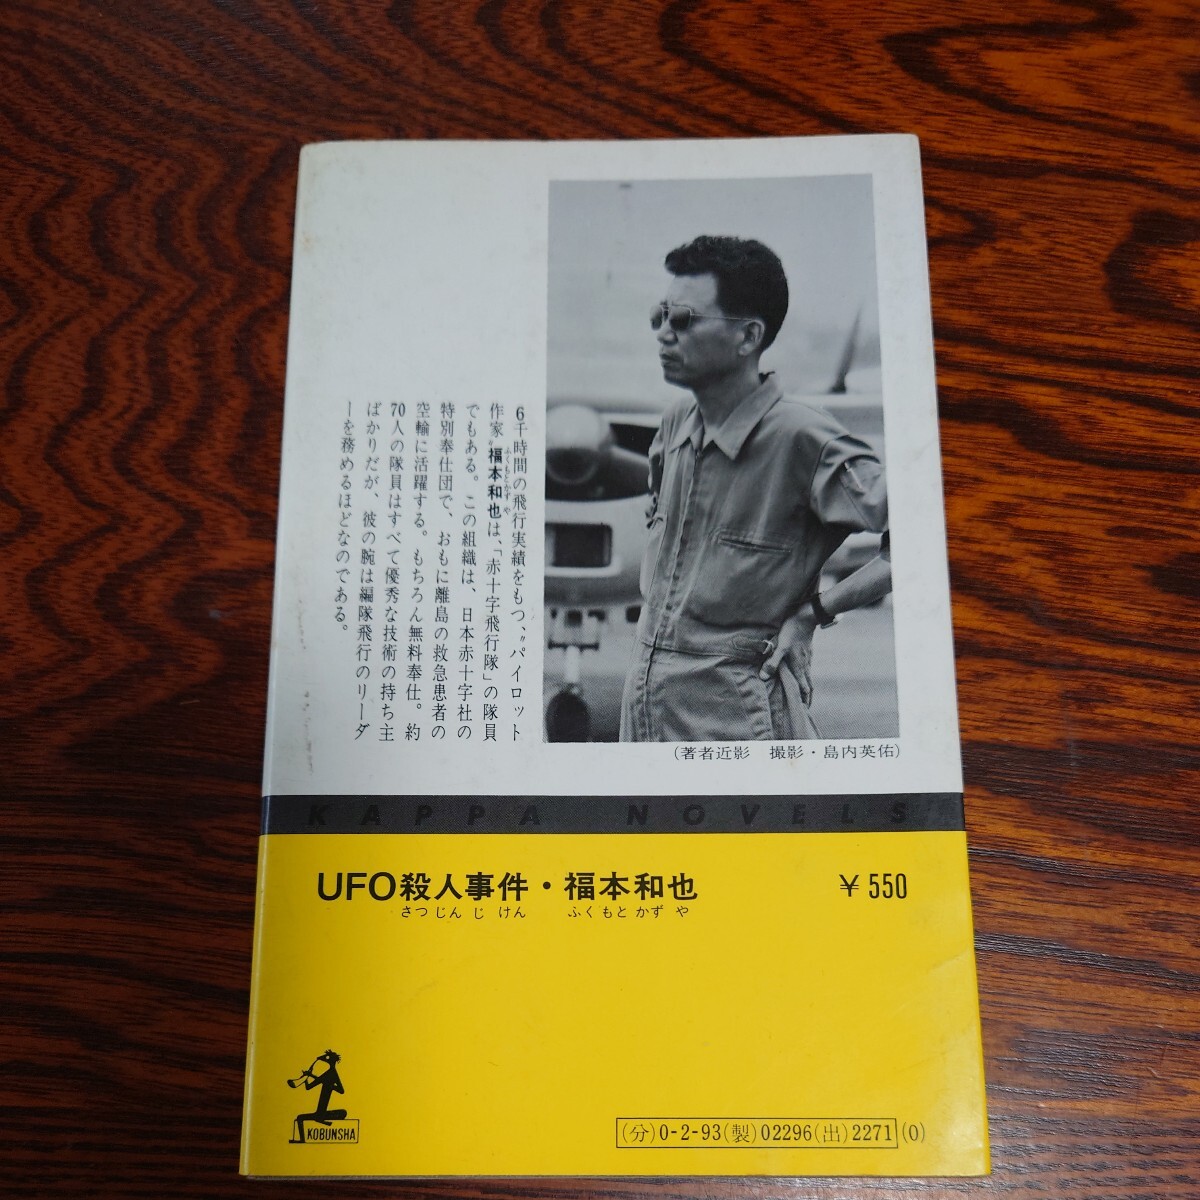 6千時間の飛行実績をもつ、〝パイロット
作家〟福本和也は、「赤十字飛行隊」の隊員
ふくもとかずや
でもある。この組織は、日本赤十字社の
特別奉仕団で、おもに離島の救急患者の
空輸に活躍する。もちろん無料奉仕。約
70人の隊員はすべて優秀な技術の持ち主
ばかりだが、彼の腕は編隊飛行のリーダ
ーを務めるほどなのである。
(著者近影 撮影・島内英佑)
KAPPA NOVELS
UFO殺人事件・福本和也 ¥550
さつじんじけん ふくもとかずや
KOBUNSHA
(分)0-2-93(製)02296(出)2271(0)